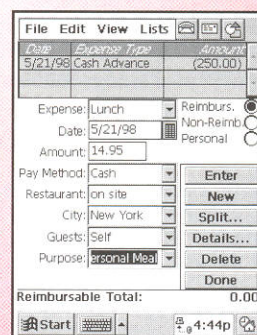 File Edit View Lists
Date Expense Type Amount
5/21/98 Cash Advance (250.00)
Expense: Lunch Reimburs.
Non-Reimb.
Date: 5/21/98 Personal
Amount: 14.95
Pay Method: Cash Enter
Restaurant: on site New
City: New York Split...
Guests: Self Details...
Purpose: ersonal Meal Delete
Done
Reimbursable Total: 0.00
Start 4:44p